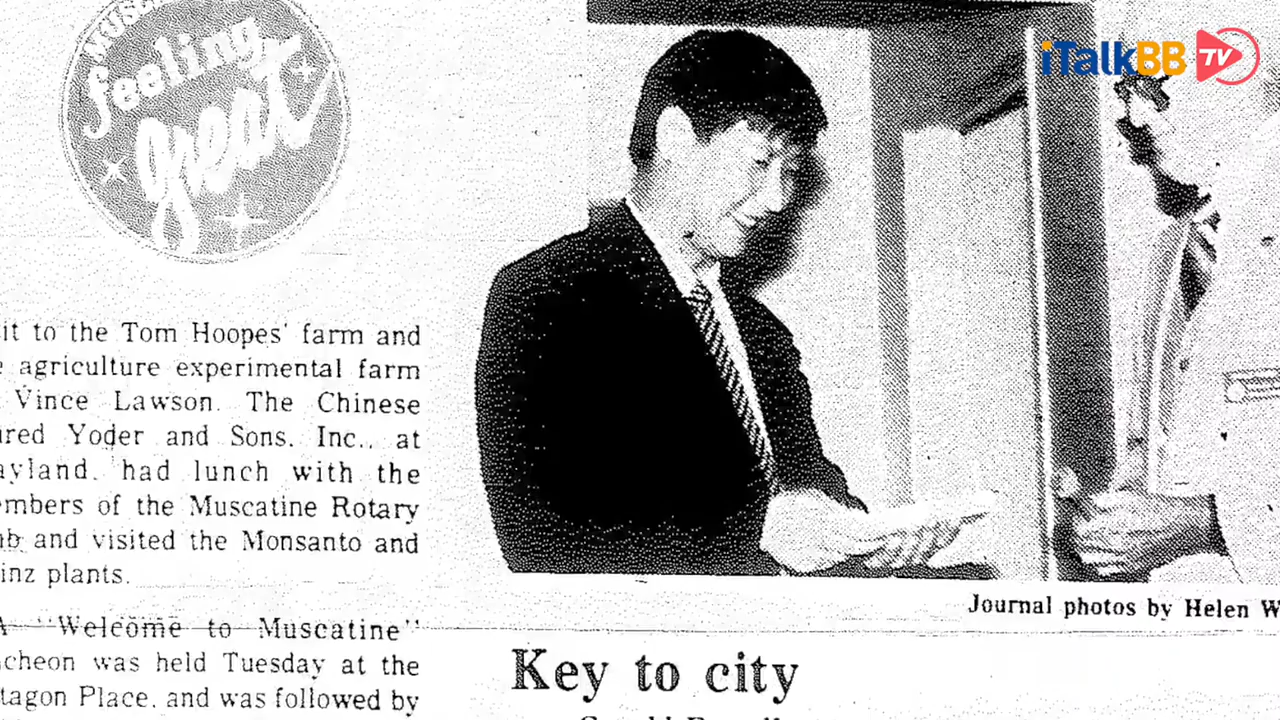 iTalkBB TV
feeling
great
it to the Tom Hoopes' farm and
agriculture experimental farm
Vince Lawson. The Chinese
ured Yoder and Sons, Inc., at
ayland, had lunch with the
embers of the Muscatine Rotary
ub and visited the Monsanto and
inz plants.
Journal photos by Helen W
"Welcome to Muscatine"
cheon was held Tuesday at the
tagon Place, and was followed by
Key to city